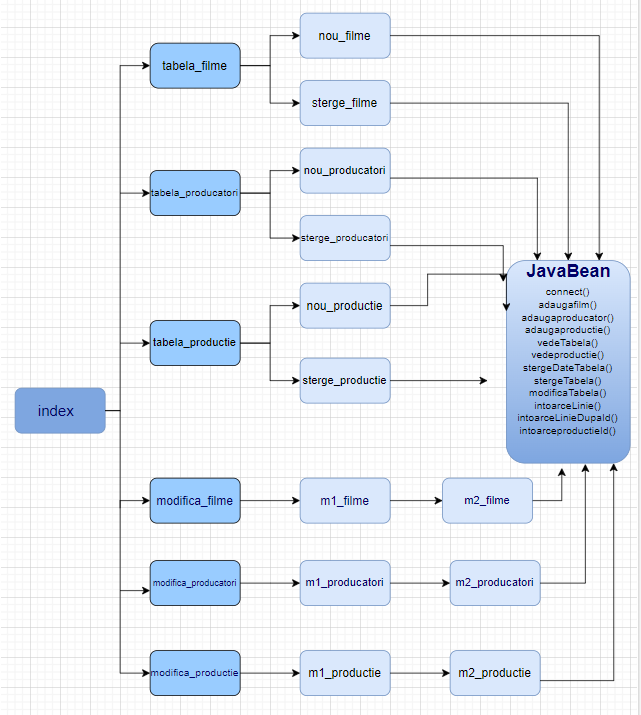 nou_filme
tabela_filme
sterge_filme
nou_producatori
tabela_producatori
sterge_producatori
nou_productie
tabela_productie
sterge_productie
JavaBean
connect()
adaugafilm()
adaugaproducator()
adaugaproductie()
vedeTabela()
vedeproductie()
stergeDateTabela()
stergeTabela()
modificaTabela()
intoarceLinie()
intoarceLinieDupaId()
intoarceproductieId()
index
modifica_filme
m1_filme
m2_filme
modifica_producatori
m1_producatori
m2_producatori
modifica_productie
m1_productie
m2_productie